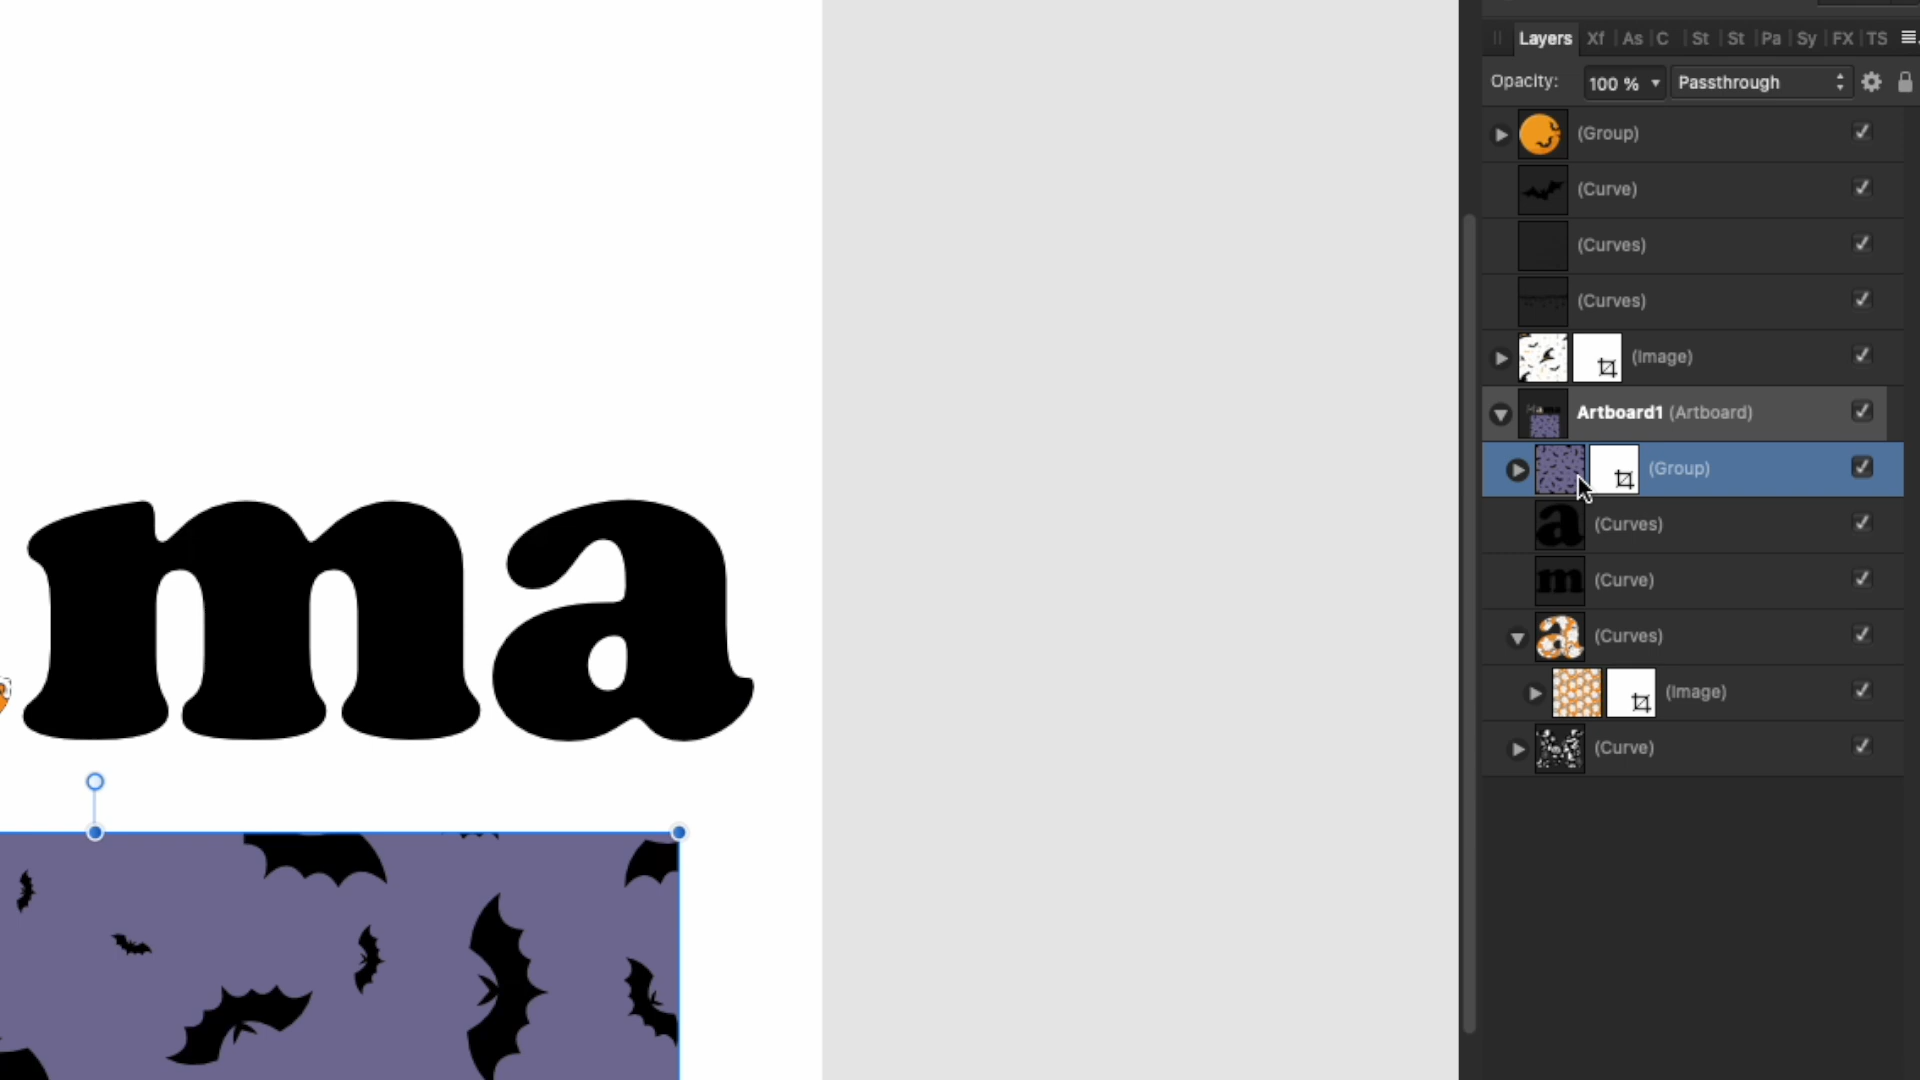 Layers Xf As C St St Pa Sy FX TS
Opacity: 100 % Passthrough
(Group)
(Curve)
(Curves)
(Curves)
(Image)
Artboard1 (Artboard)
(Group)
a (Curves)
m (Curve)
a (Curves)
(Image)
(Curve)
ma